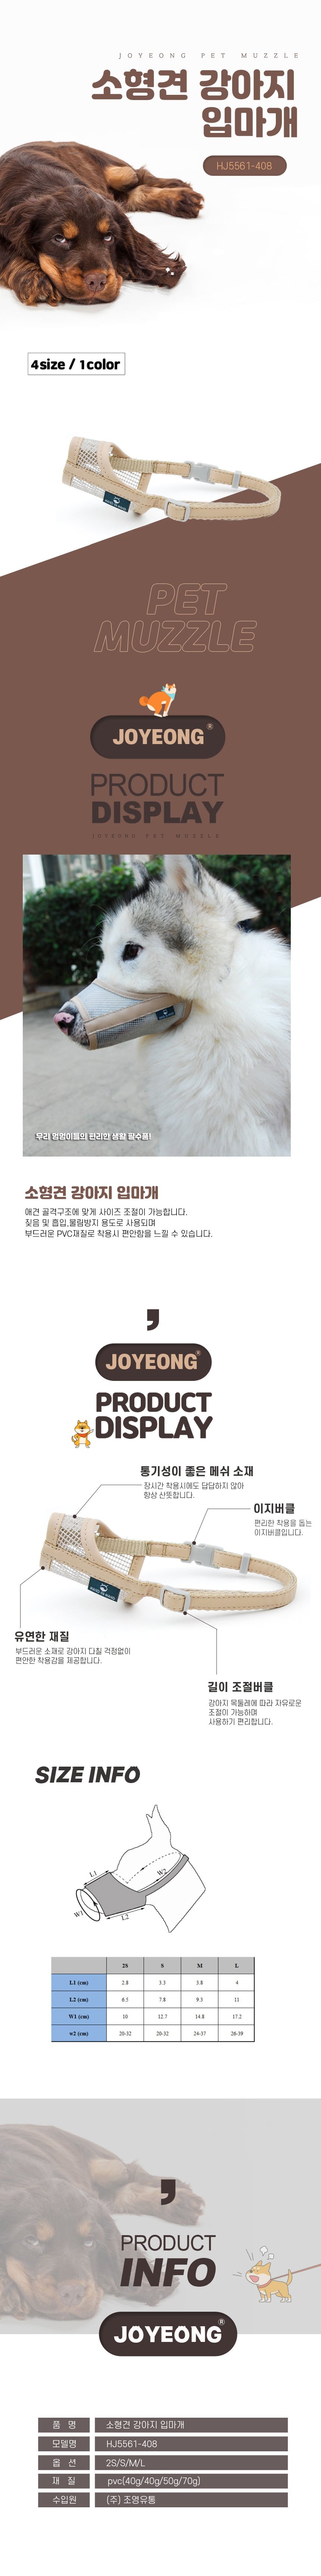 JOYEONG PET MUZZLE
소형견 강아지
입마개
HJ5561-408
4size / 1color
PET
MUZZLE
JOYEONG®
PRODUCT
DISPLAY
JOYEONG PET MUZZLE
우리 멍멍이들의 편리한 생활 필수품!
소형견 강아지 입마개
애견 골격구조에 맞게 사이즈 조절이 가능합니다.
짖음 및 흡입,물림방지 용도로 사용되며
부드러운 PVC재질로 착용시 편안함을 느낄 수 있습니다.
,
JOYEONG®
PRODUCT
DISPLAY
통기성이 좋은 메쉬 소재
장시간 착용시에도 답답하지 않아
항상 산뜻합니다.
이지버클
편리한 착용을 돕는
이지버클입니다.
유연한 재질
부드러운 소재로 강아지 다칠 걱정없이
편안한 착용감을 제공합니다.
길이 조절버클
강아지 목둘레에 따라 자유로운
조절이 가능하며
사용하기 편리합니다.
SIZE INFO
L1
W2
W1
L2
2S S M L
L1 (cm) 2.8 3.3 3.8 4
L2 (cm) 6.5 7.8 9.3 11
W1 (cm) 10 12.7 14.8 17.2
w2 (cm) 20-32 20-32 24-37 26-39
,
PRODUCT
INFO
JOYEONG®
품 명 소형견 강아지 입마개
모델명 HJ5561-408
옵 션 2S/S/M/L
재 질 pvc(40g/40g/50g/70g)
수입원 (주) 조명유통